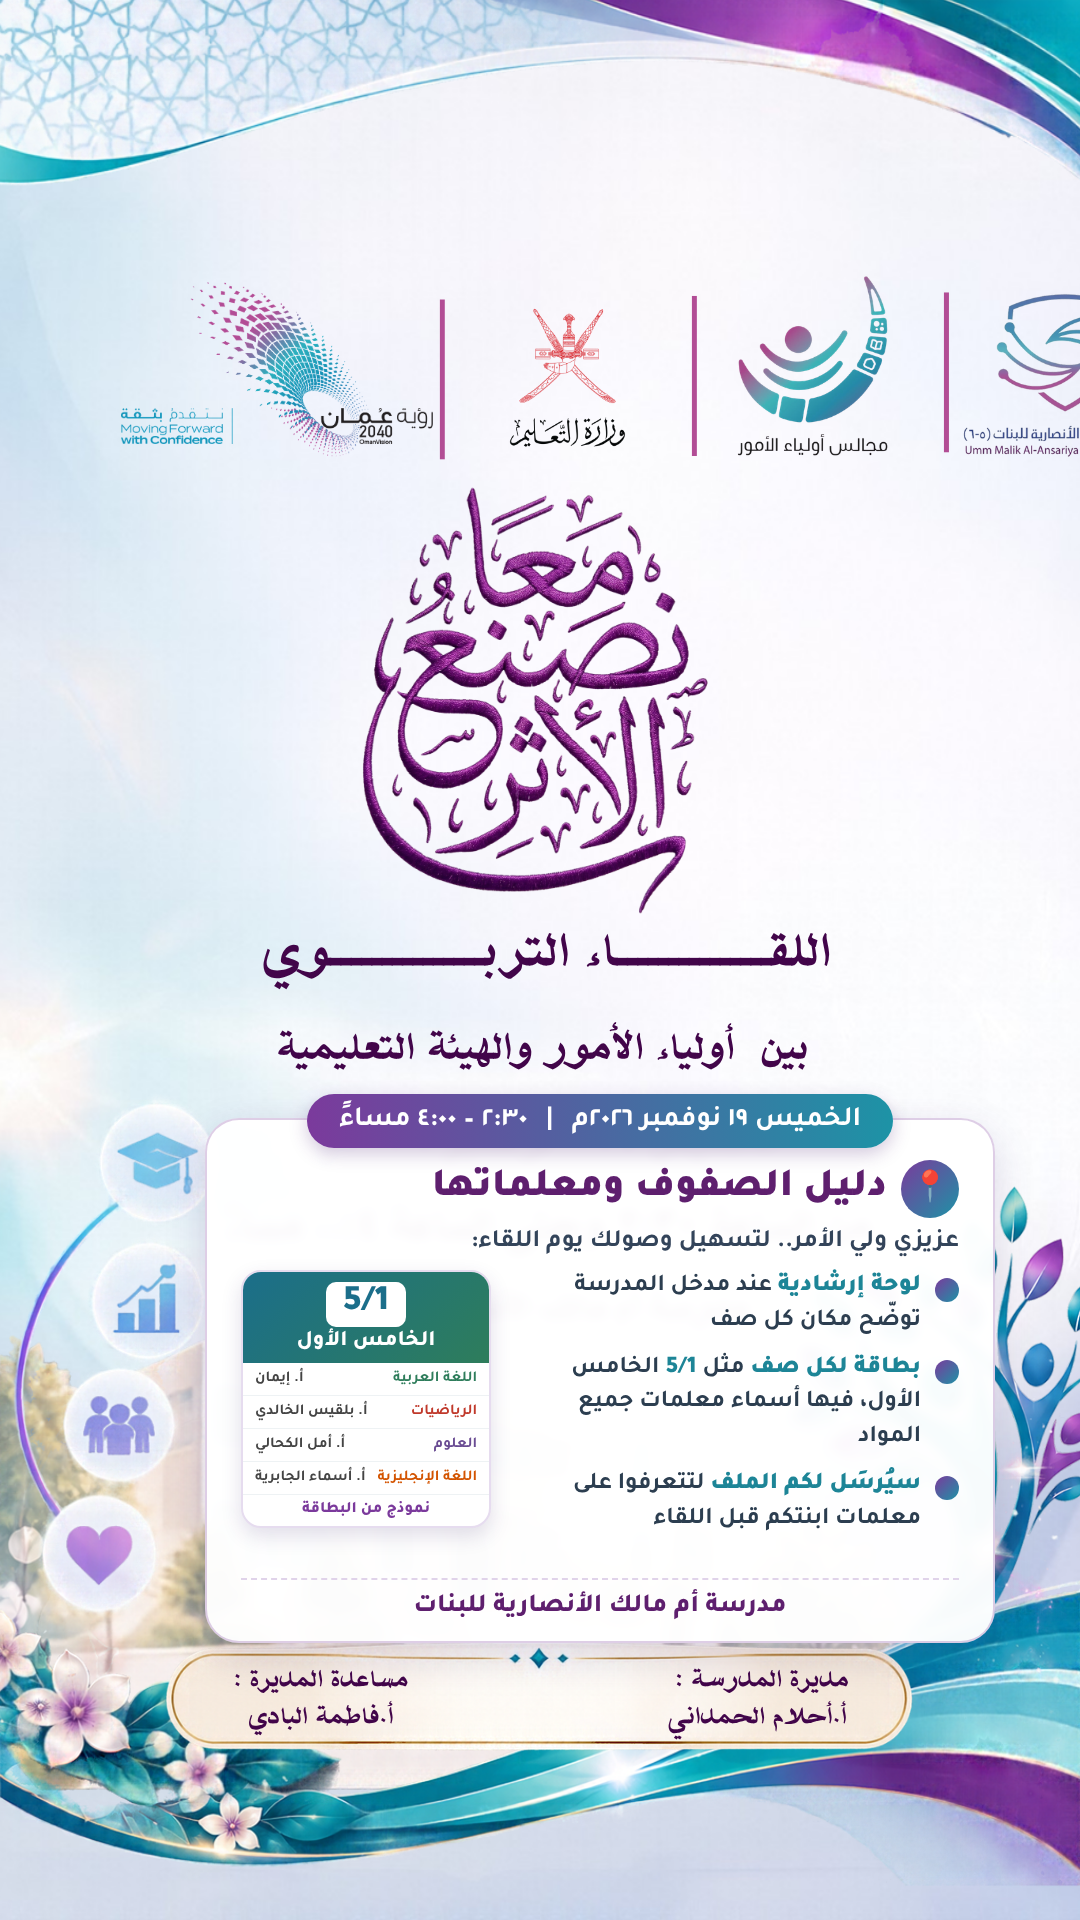 رؤية عُمان
2040
OmanVision
نتقدم بثقة
Moving Forward
with Confidence
وزارة التعليم
مجالس أولياء الأمور
الأنصارية للبنات (٥-٦)
Umm Malik Al-Ansariya
معًا
نصنعُ
الأثر
اللقـــــــــاء التربـــــــــوي
بين أولياء الأمور والهيئة التعليمية
الخميس ١٩ نوفمبر ٢٠٢٦م | ٢:٣٠ - ٤:٠٠ مساءً
دليل الصفوف ومعلماتها
عزيزي ولي الأمر.. لتسهيل وصولك يوم اللقاء:
لوحة إرشادية عند مدخل المدرسة
توضّح مكان كل صف
بطاقة لكل صف مثل 5/1 الخامس
الأول، فيها أسماء معلمات جميع
المواد
سيُرسَل لكم الملف لتتعرفوا على
معلمات ابنتكم قبل اللقاء
5/1
الخامس الأول
اللغة العربية أ. إيمان
الرياضيات أ. بلقيس الخالدي
العلوم أ. أمل الكحالي
اللغة الإنجليزية أ. أسماء الجابرية
نموذج من البطاقة
مدرسة أم مالك الأنصارية للبنات
مديرة المدرسة :
أ.أحلام الحمداني
مساعدة المديرة :
أ.فاطمة البادي